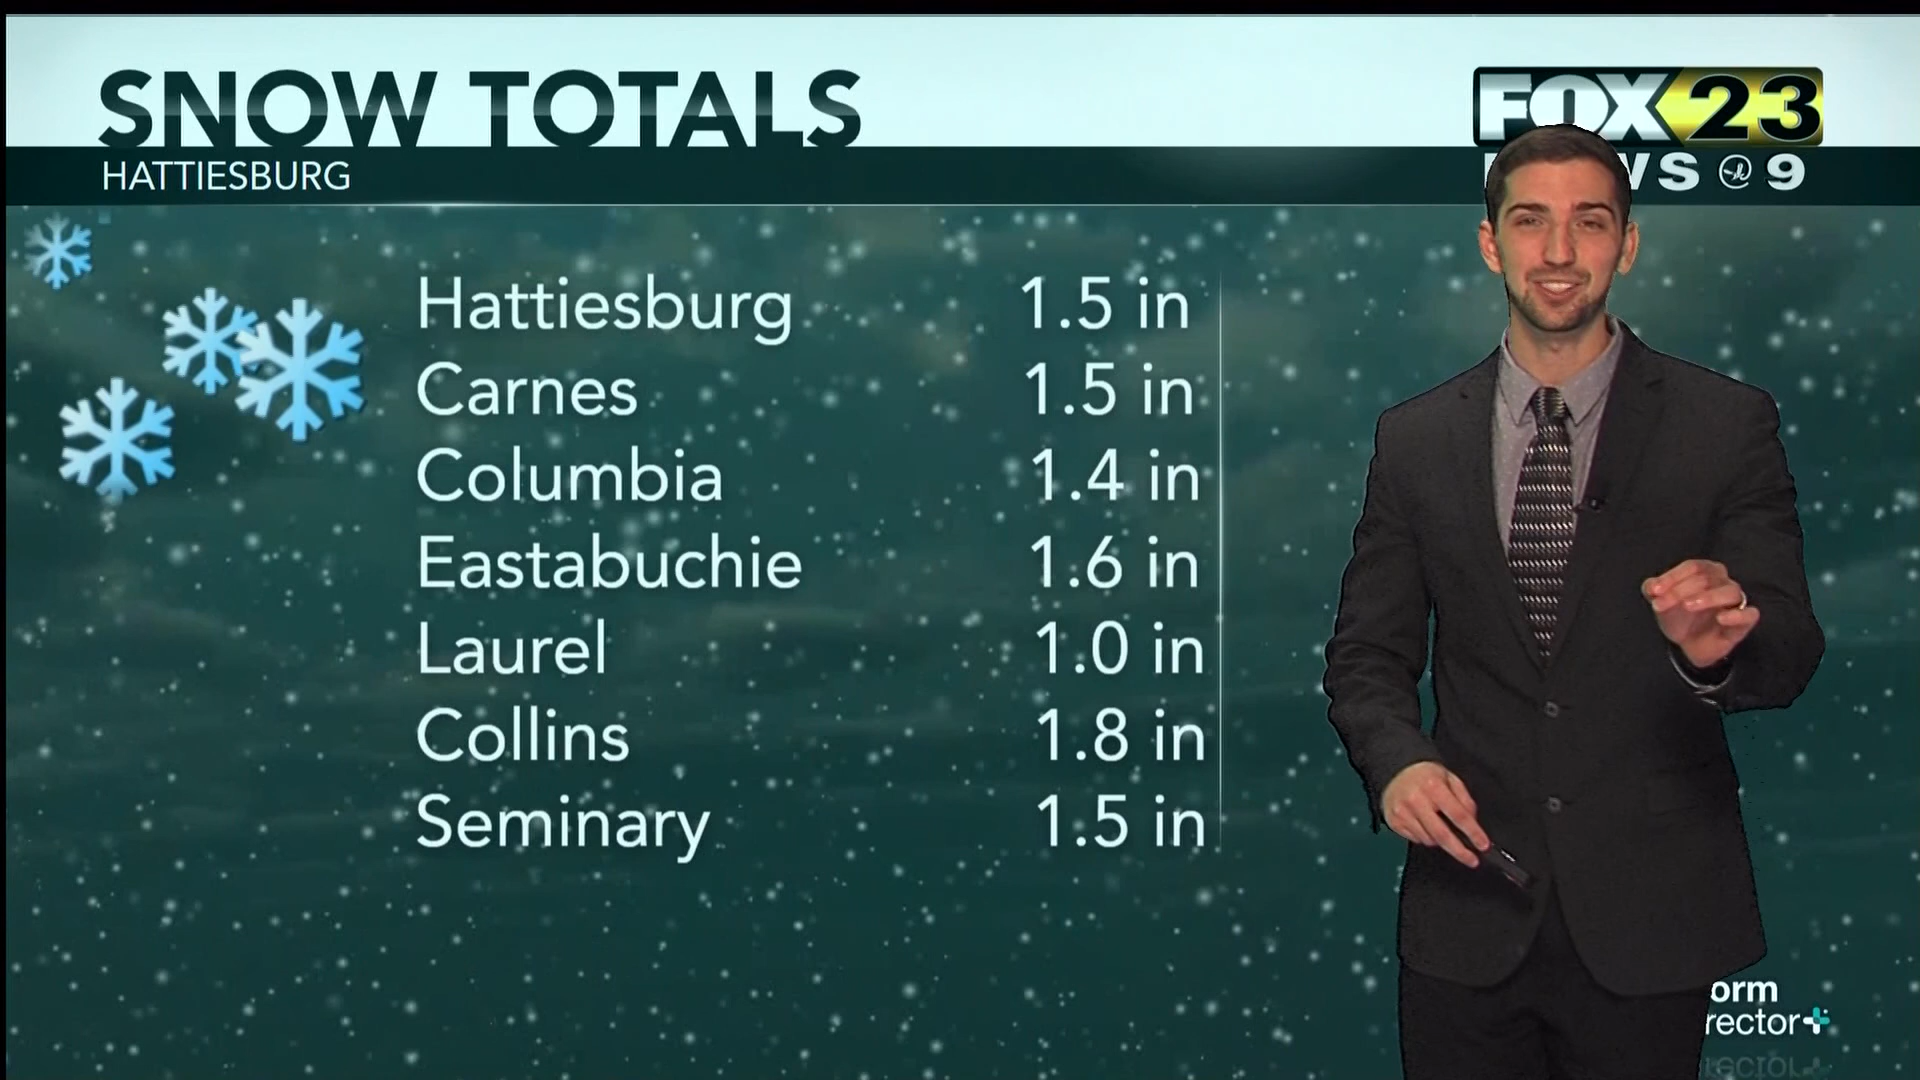 SNOW TOTALS
HATTIESBURG
FOX 23
9
Hattiesburg 1.5 in
Carnes 1.5 in
Columbia 1.4 in
Eastabuchie 1.6 in
Laurel 1.0 in
Collins 1.8 in
Seminary 1.5 in
orm
rector+